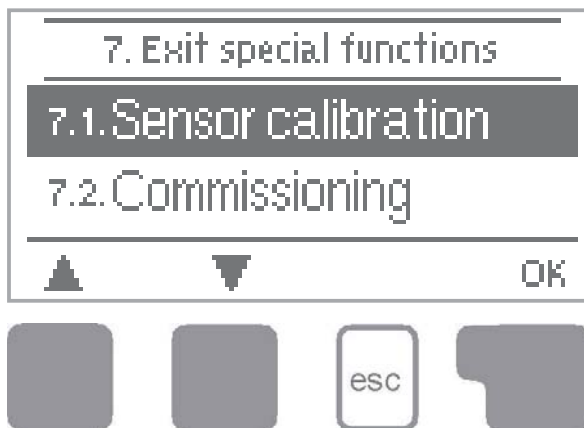 7. Exit special functions
7.1.Sensor calibration
7.2.Commissioning
OK
esc